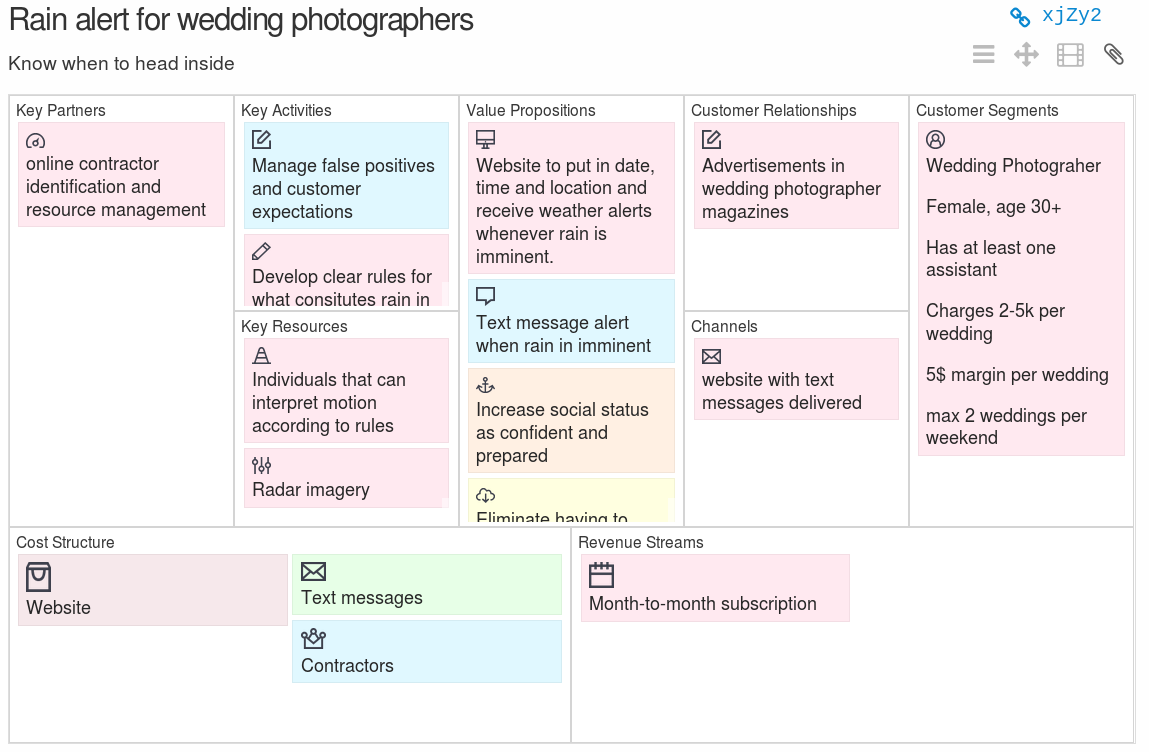 Rain alert for wedding photographers
xjZy2
Know when to head inside
Key Partners
online contractor
identification and
resource management
Key Activities
Manage false positives
and customer
expectations
Develop clear rules for
what consitutes rain in
Key Resources
Individuals that can
interpret motion
according to rules
Radar imagery
Value Propositions
Website to put in date,
time and location and
receive weather alerts
whenever rain is
imminent.
Text message alert
when rain in imminent
Increase social status
as confident and
prepared
Eliminate having to
Customer Relationships
Advertisements in
wedding photographer
magazines
Channels
website with text
messages delivered
Customer Segments
Wedding Photograher
Female, age 30+
Has at least one
assistant
Charges 2-5k per
wedding
5$ margin per wedding
max 2 weddings per
weekend
Cost Structure
Website
Text messages
Contractors
Revenue Streams
Month-to-month subscription